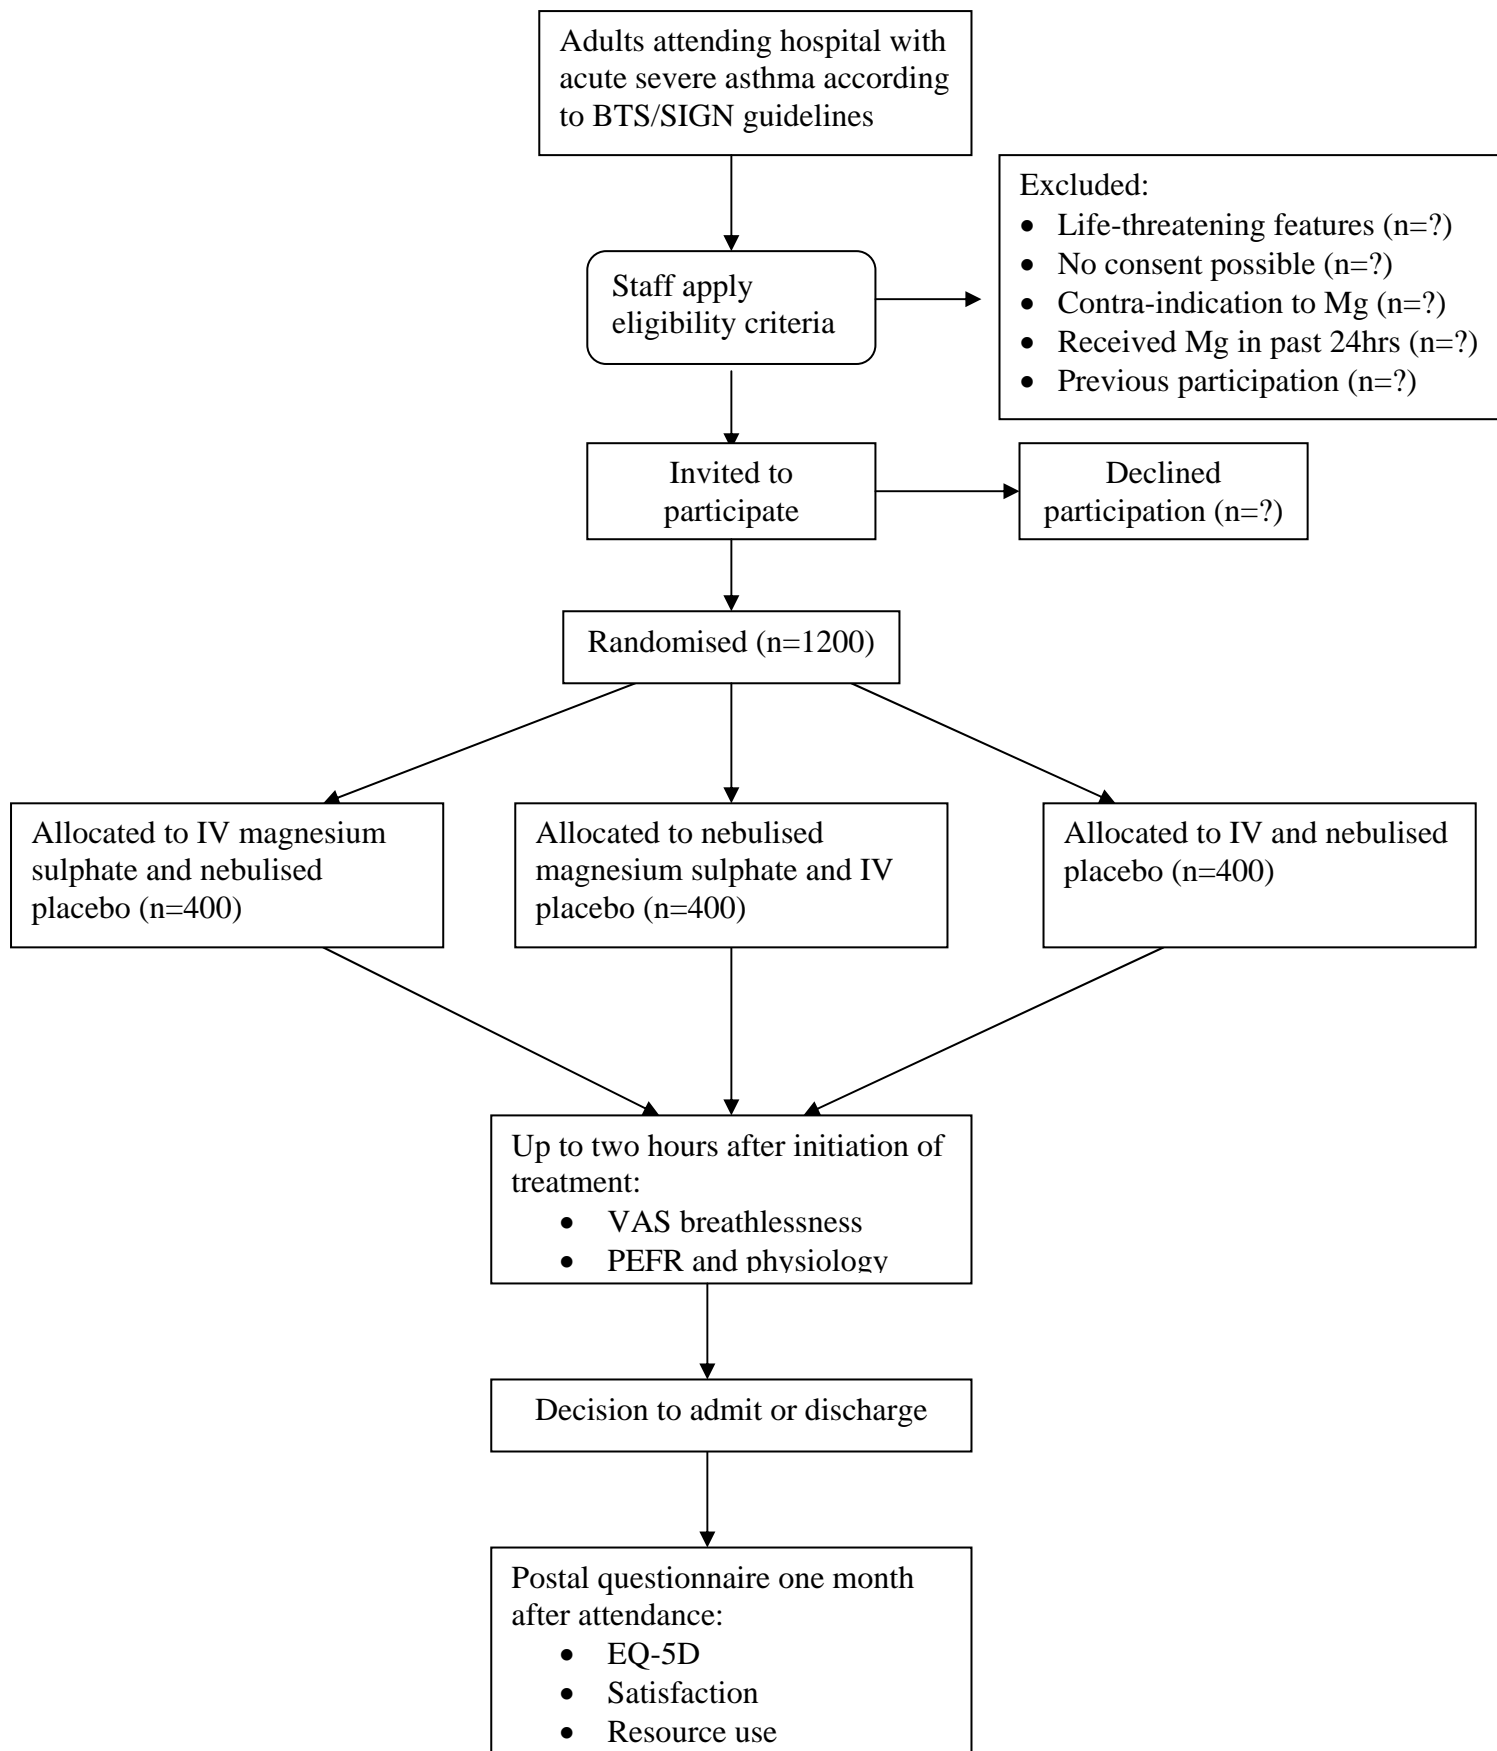 Adults attending hospital with
acute severe asthma according
to BTS/SIGN guidelines
Excluded:
• Life-threatening features (n=?)
• No consent possible (n=?)
• Contra-indication to Mg (n=?)
• Received Mg in past 24hrs (n=?)
• Previous participation (n=?)
Staff apply
eligibility criteria
Invited to
participate
Declined
participation (n=?)
Randomised (n=1200)
Allocated to IV magnesium
sulphate and nebulised
placebo (n=400)
Allocated to nebulised
magnesium sulphate and IV
placebo (n=400)
Allocated to IV and nebulised
placebo (n=400)
Up to two hours after initiation of
treatment:
• VAS breathlessness
• PEFR and physiology
Decision to admit or discharge
Postal questionnaire one month
after attendance:
• EQ-5D
• Satisfaction
• Resource use